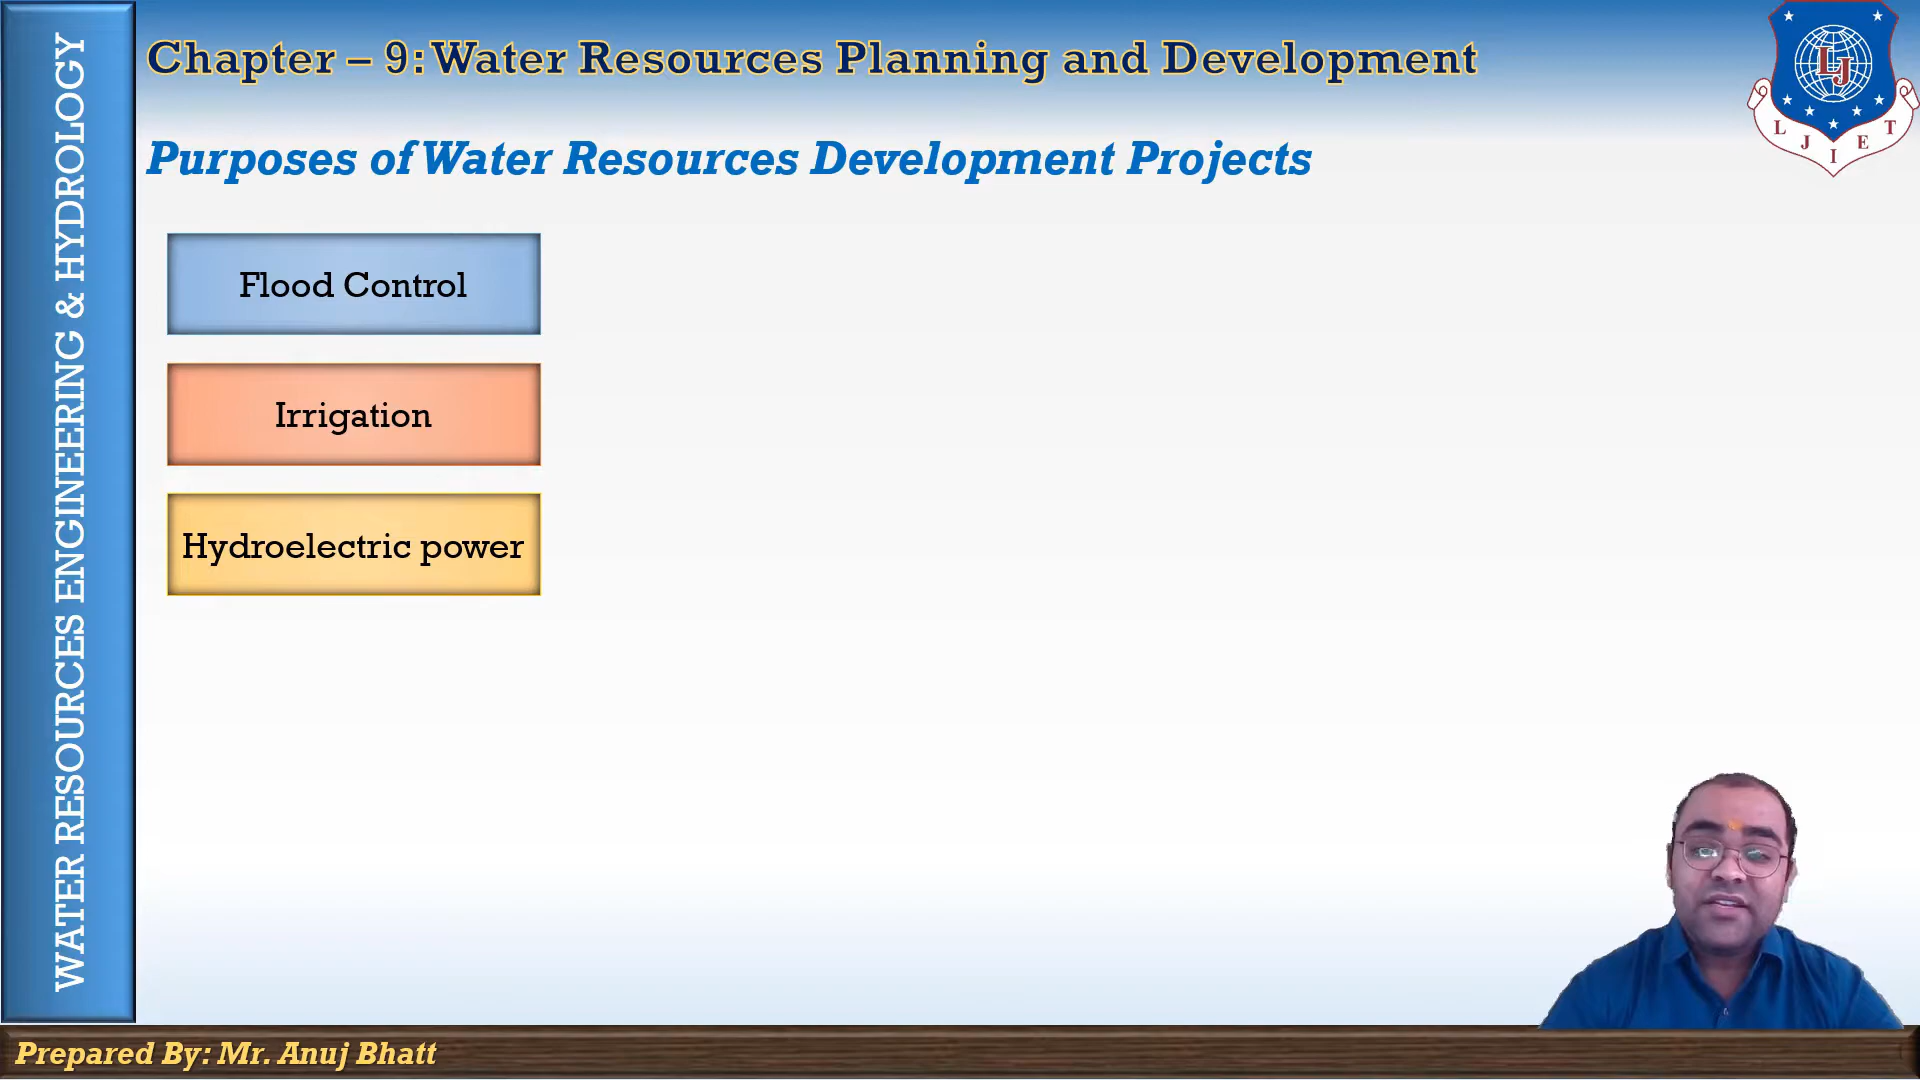 WATER RESOURCES ENGINEERING & HYDROLOGY
Chapter – 9: Water Resources Planning and Development
Purposes of Water Resources Development Projects
Flood Control
Irrigation
Hydroelectric power
LJ
L J I E T
Prepared By: Mr. Anuj Bhatt